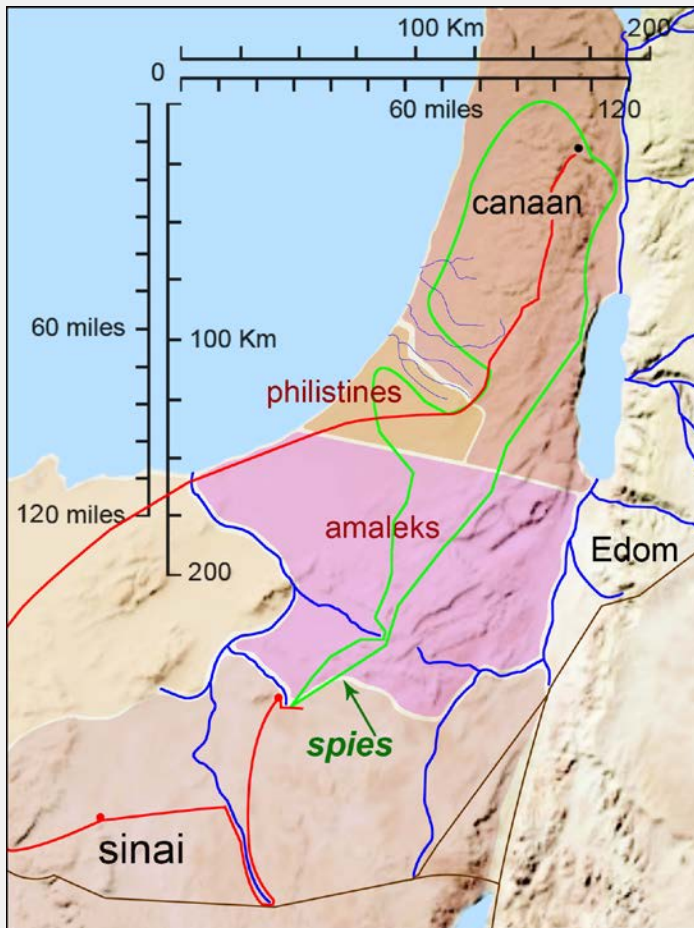 100 Km
200
0
60 miles
120
canaan
60 miles
100 Km
philistines
120 miles
amaleks
Edom
200
spies
sinai